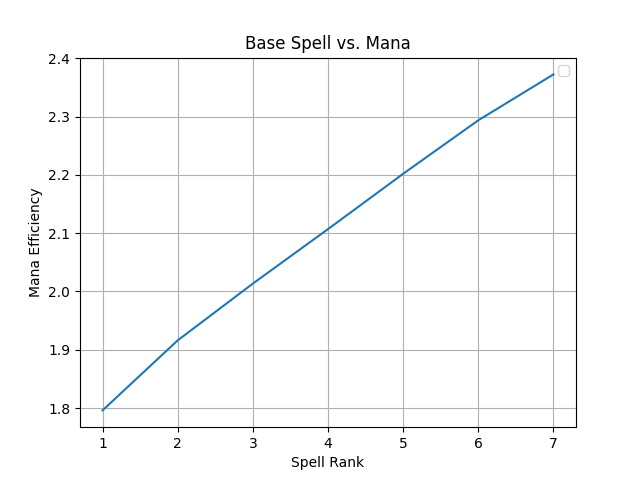 Base Spell vs. Mana
2.4
2.3
2.2
2.1
2.0
1.9
1.8
Mana Efficiency
1 2 3 4 5 6 7
Spell Rank